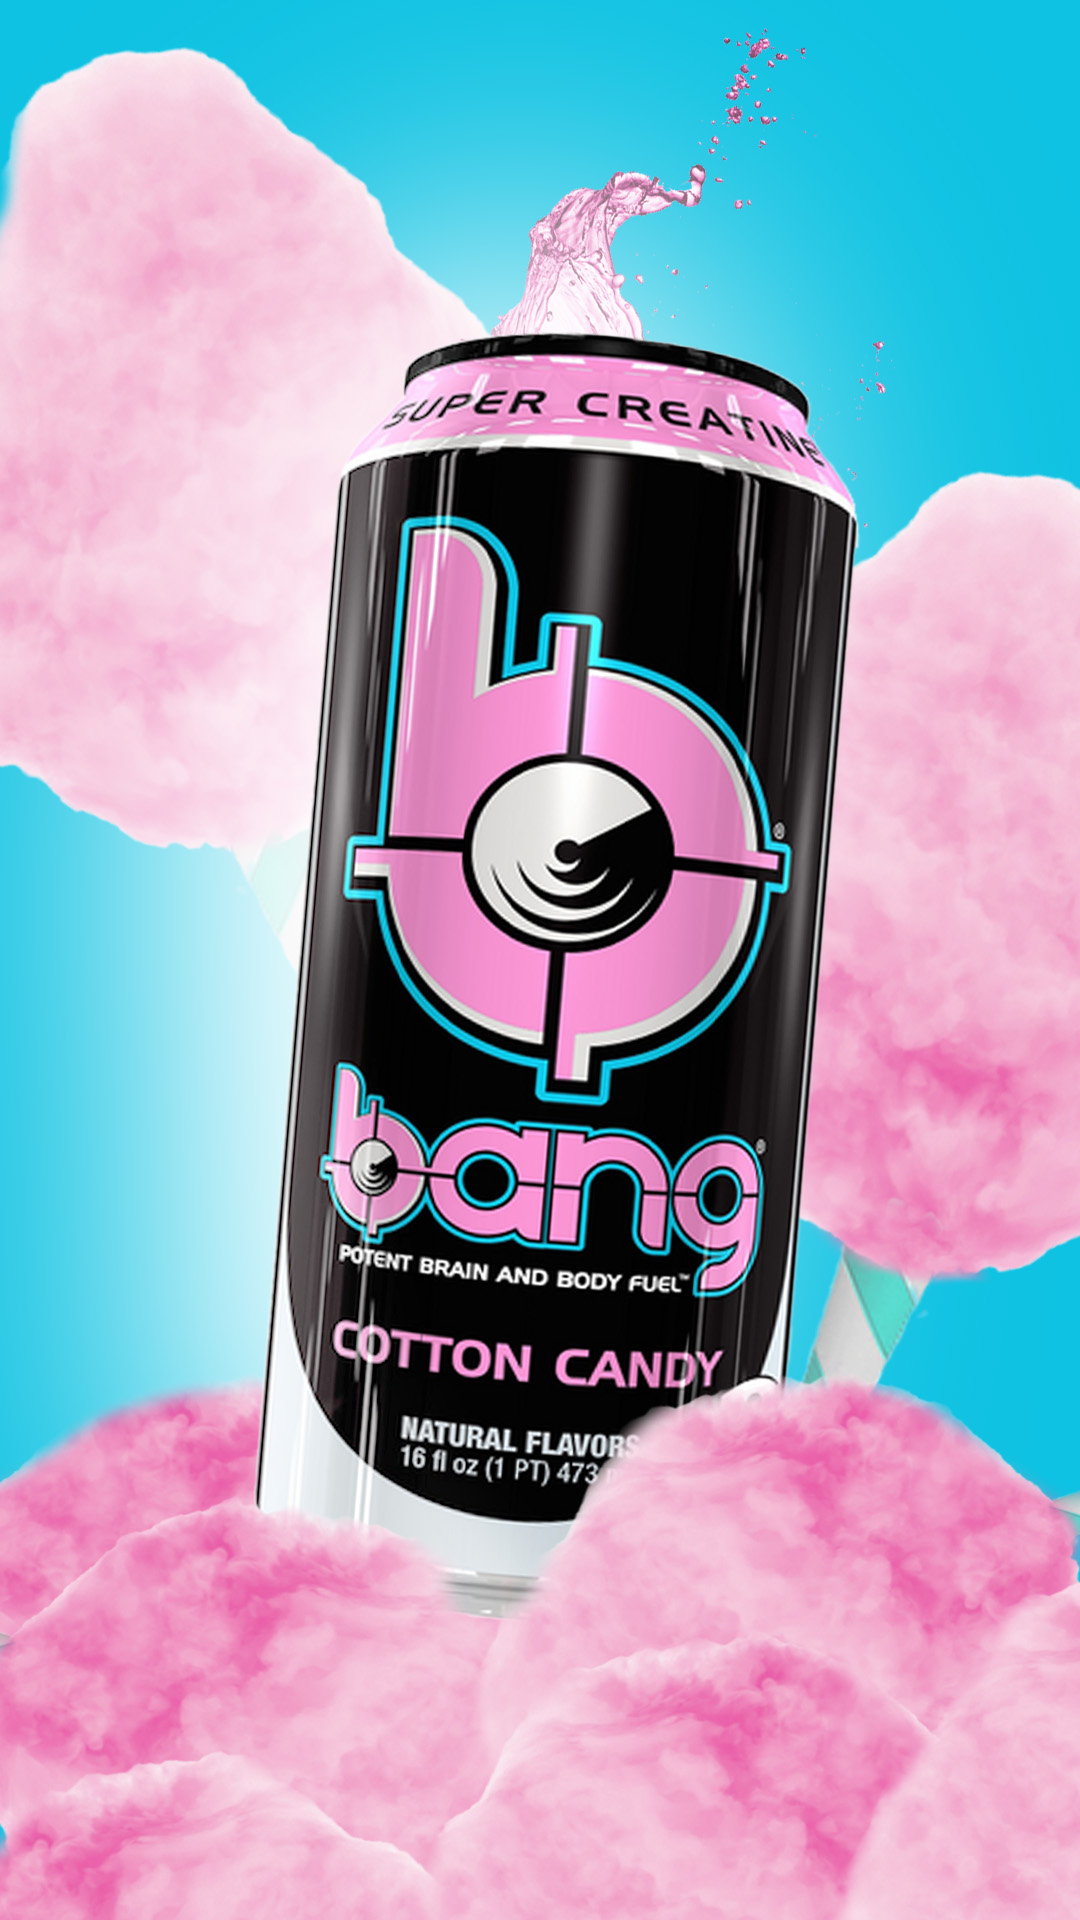 SUPER CREATINE
b®
bang®
POTENT BRAIN AND BODY FUEL™
COTTON CANDY
NATURAL FLAVORS
16 fl oz (1 PT) 473